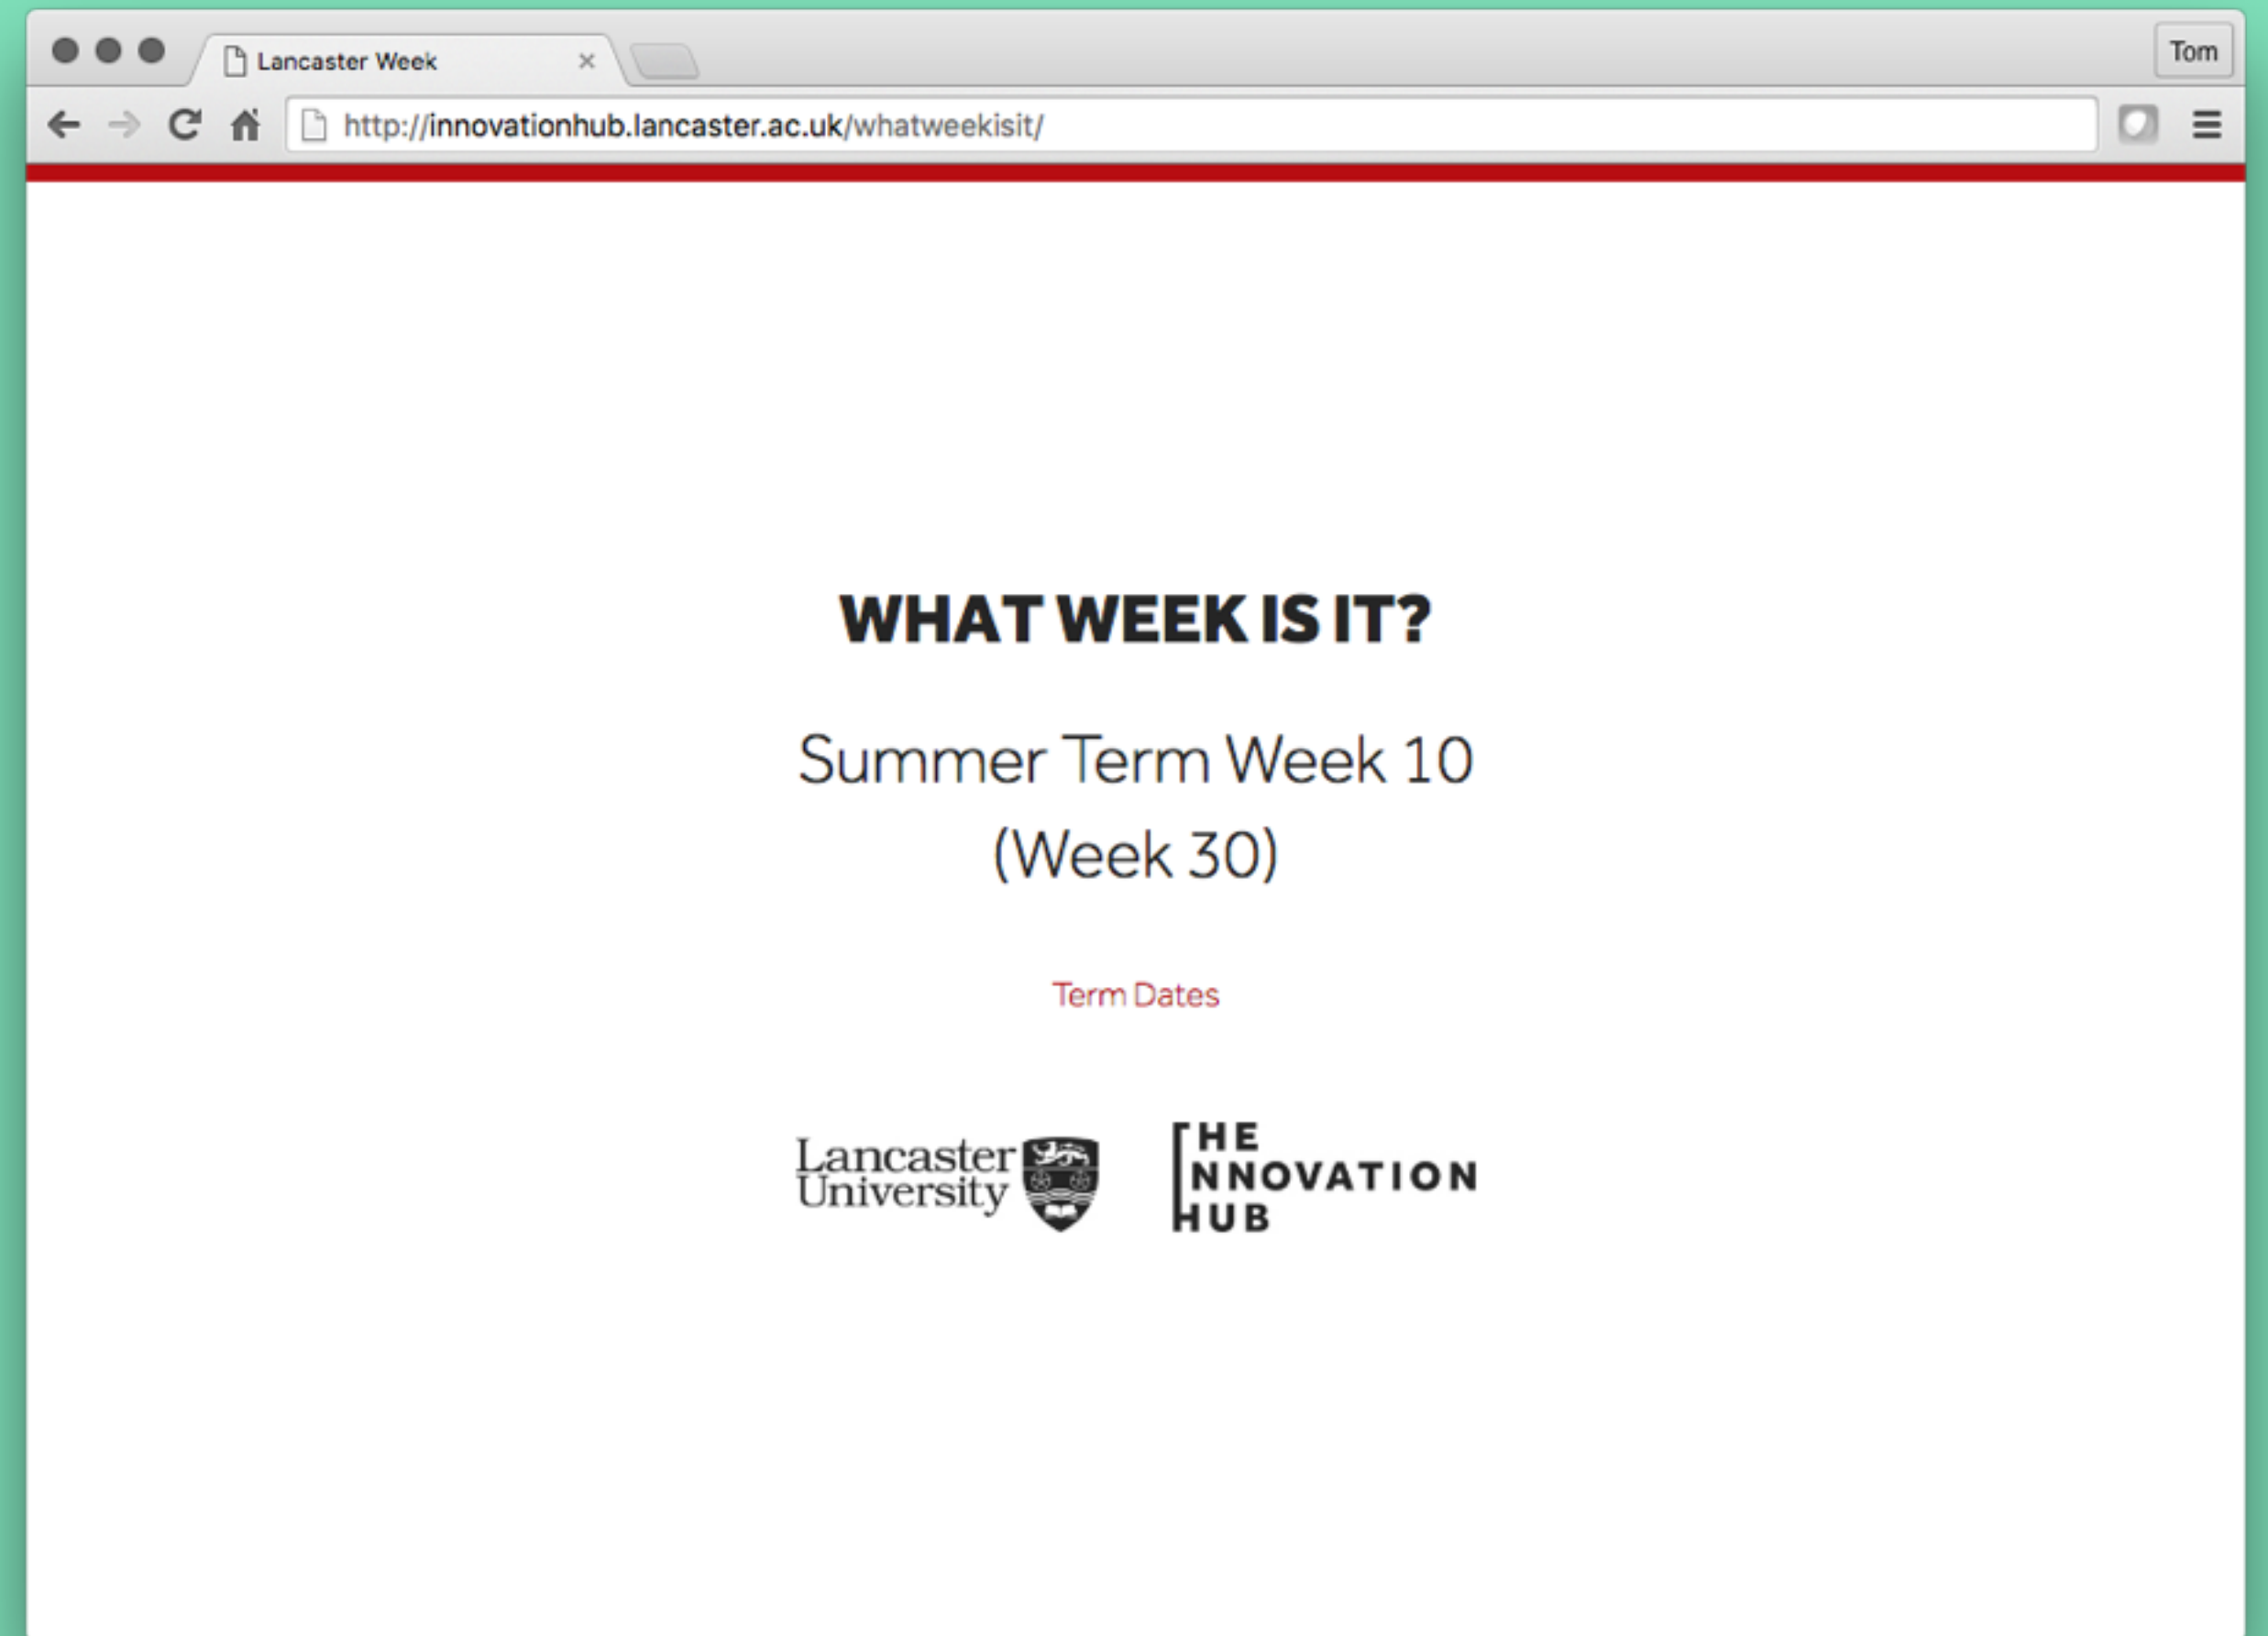 Lancaster Week
Tom
http://innovationhub.lancaster.ac.uk/whatweekisit/
WHAT WEEK IS IT?
Summer Term Week 10
(Week 30)
Term Dates
Lancaster
University
THE
INNOVATION
HUB